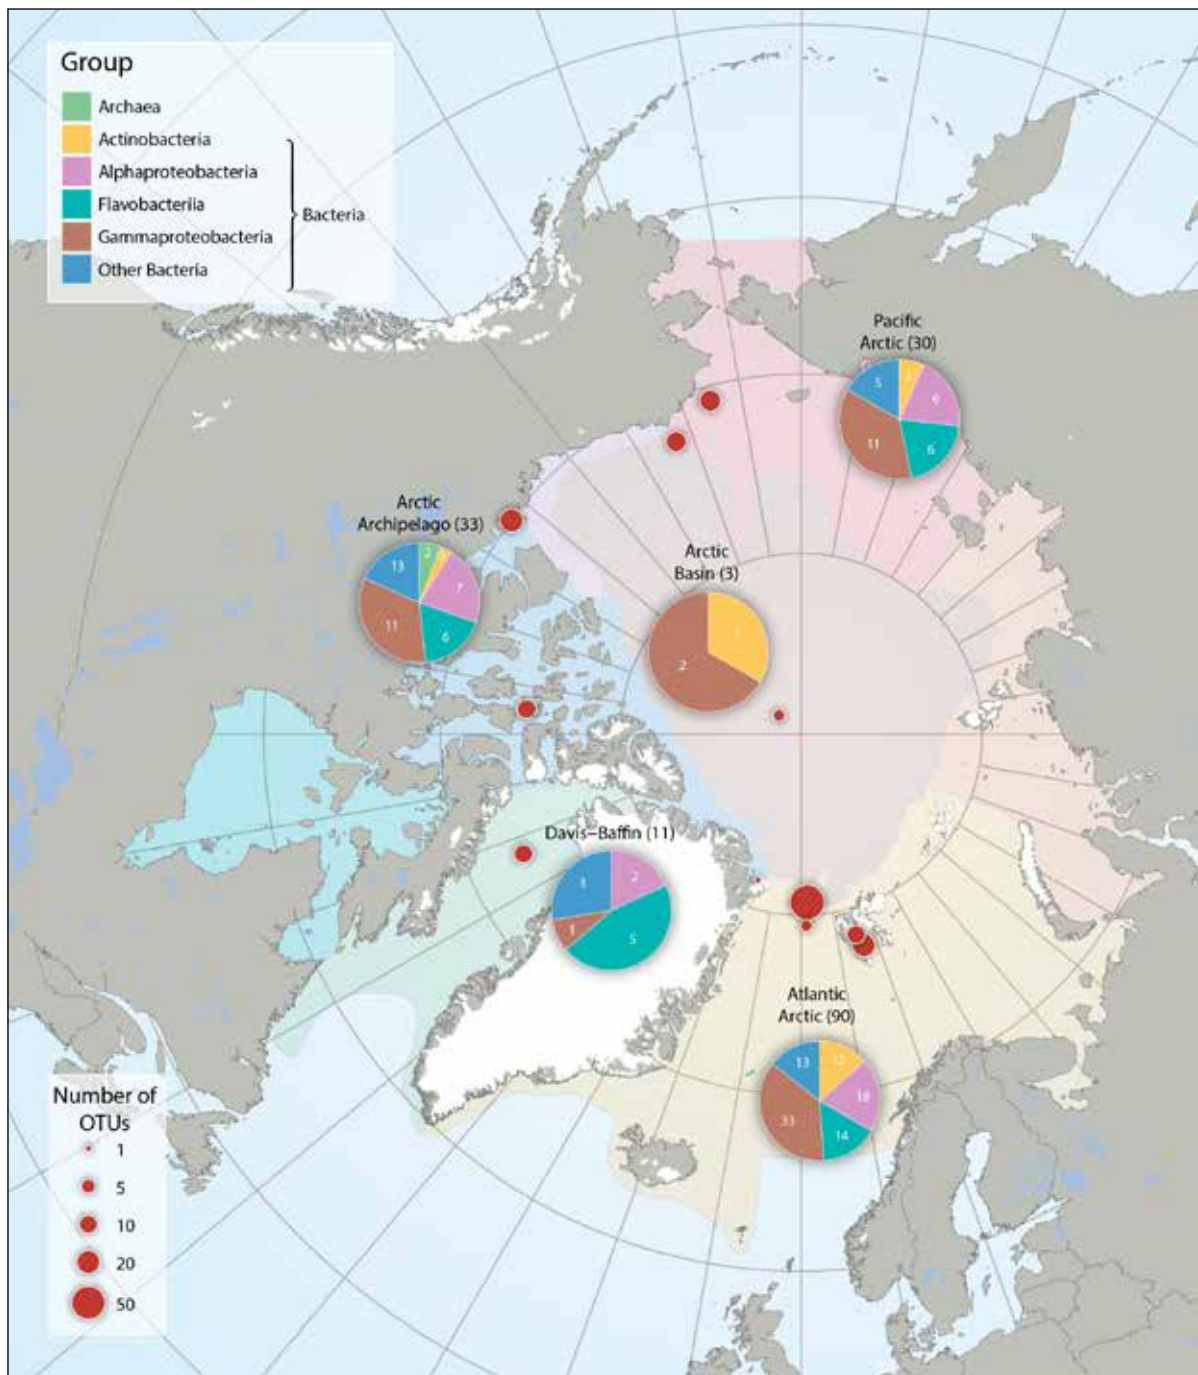 Group
Archaea
Actinobacteria
Alphaproteobacteria
Flavobacteriia
Gammaproteobacteria
Other Bacteria
Bacteria
Pacific
Arctic (30)
5
2
6
11
6
Arctic
Archipelago (33)
13
2
7
11
6
Arctic
Basin (3)
1
2
Davis–Baffin (11)
3
2
1
5
Atlantic
Arctic (90)
13
12
18
33
14
Number of
OTUs
1
5
10
20
50